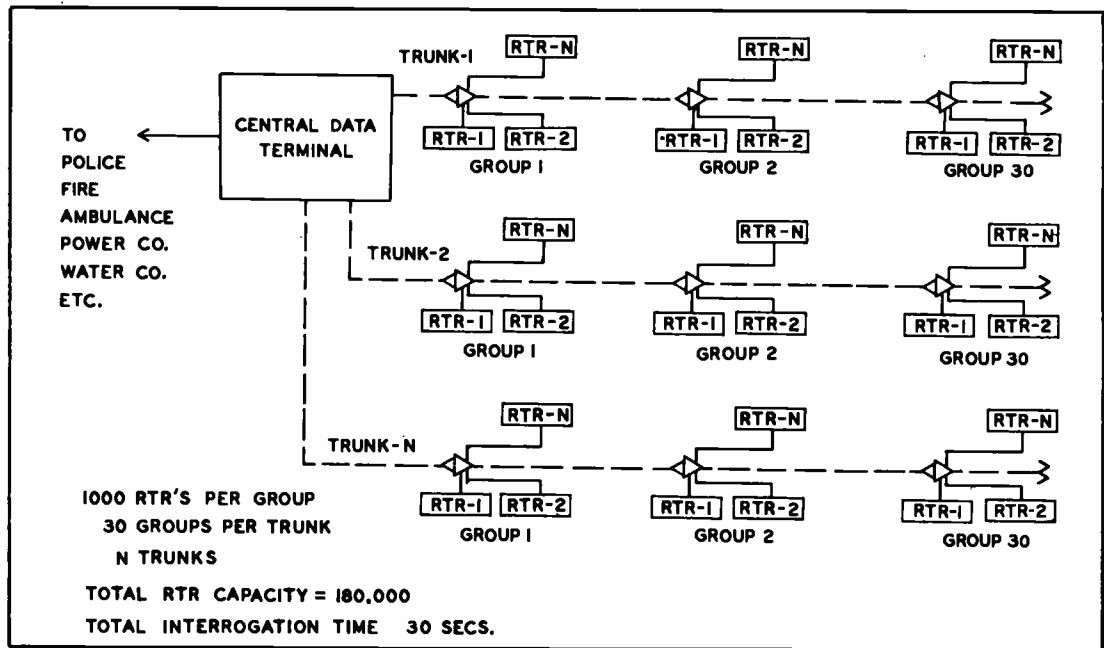 TRUNK-1
RTR-N
RTR-N
RTR-N
CENTRAL DATA
TERMINAL
RTR-1 RTR-2
GROUP 1
RTR-1 RTR-2
GROUP 2
RTR-1 RTR-2
GROUP 30
TO
POLICE
FIRE
AMBULANCE
POWER CO.
WATER CO.
ETC.
TRUNK-2
RTR-N
RTR-N
RTR-N
RTR-1 RTR-2
GROUP 1
RTR-1 RTR-2
GROUP 2
RTR-1 RTR-2
GROUP 30
TRUNK-N
RTR-N
RTR-N
RTR-N
RTR-1 RTR-2
GROUP 1
RTR-1 RTR-2
GROUP 2
RTR-1 RTR-2
GROUP 30
1000 RTR'S PER GROUP
30 GROUPS PER TRUNK
N TRUNKS
TOTAL RTR CAPACITY = 180.000
TOTAL INTERROGATION TIME 30 SECS.